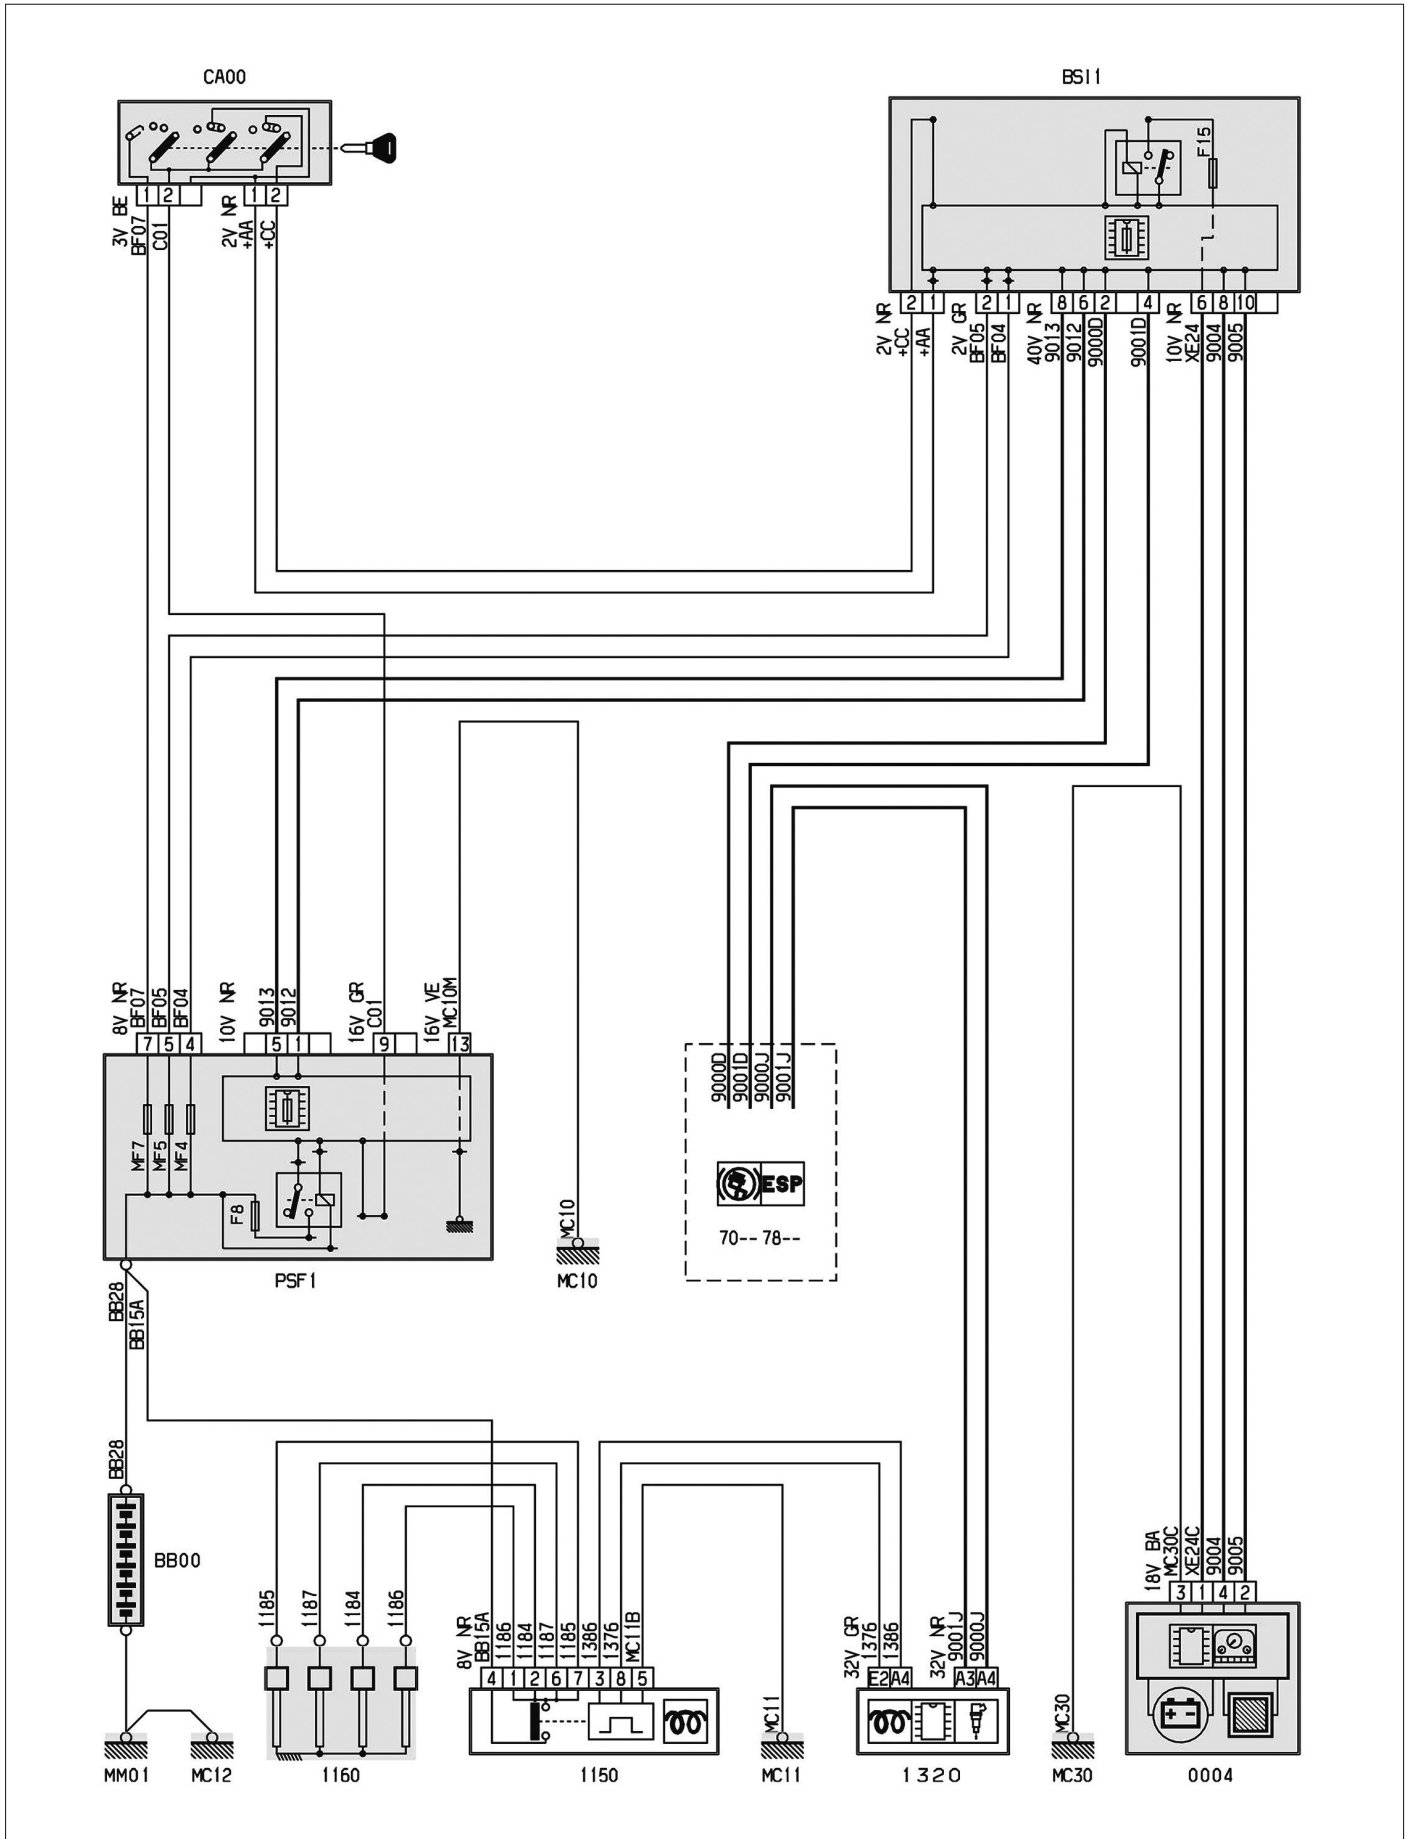 CA00
BSI1
F15
1 2 1 2
3V BE
BF07
C01
2V NR
+AA
+CC
2 1 2 1 8 6 2 4 6 8 10
2V NR
+CC
+AA
2V GR
BF05
BF04
40V NR
9013
9012
9000D
9001D
10V NR
XE24
9004
9005
8V NR
BF07
BF05
BF04
10V NR
9013
9012
16V GR
C01
16V VE
MC10M
7 5 4 5 1 9 13
MF7
MF5
MF4
F8
PSF1
MC10
MC10
9000D
9001D
9000J
9001J
ESP
70-- 78--
BB28
BB15A
BB28
BB00
1185
1187
1184
1186
8V NR
BB15A
1186
1184
1187
1185
1386
1376
MC11B
4 1 2 6 7 3 8 5
MC11
32V GR
1376
1386
32V NR
9001J
9000J
E2 A4 A3 A4
MC30
18V BA
MC30C
XE24C
9004
9005
3 1 4 2
+ -
MM01
MC12
1160
1150
MC11
1320
MC30
0004